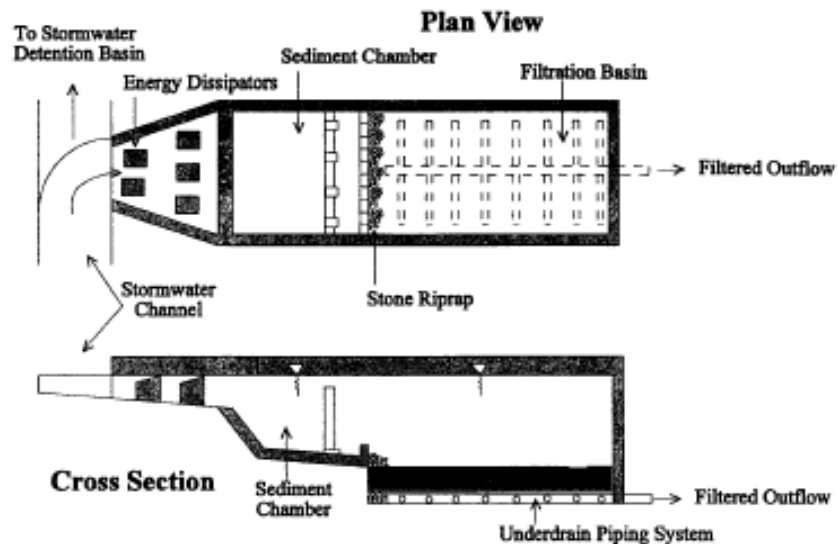 Plan View
To Stormwater
Detention Basin
Energy Dissipators
Sediment Chamber
Filtration Basin
Filtered Outflow
Stormwater
Channel
Stone Riprap
Cross Section
Sediment
Chamber
Filtered Outflow
Underdrain Piping System